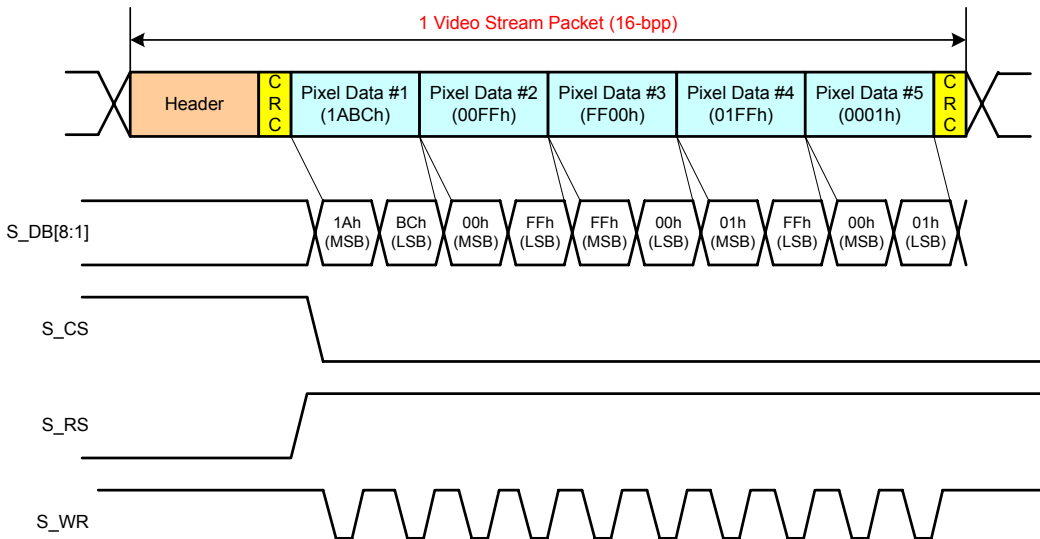 1 Video Stream Packet (16-bpp)
Header
C
R
C
Pixel Data #1
(1ABCh)
Pixel Data #2
(00FFh)
Pixel Data #3
(FF00h)
Pixel Data #4
(01FFh)
Pixel Data #5
(0001h)
C
R
C
S_DB[8:1]
1Ah
(MSB)
BCh
(LSB)
00h
(MSB)
FFh
(LSB)
FFh
(MSB)
00h
(LSB)
01h
(MSB)
FFh
(LSB)
00h
(MSB)
01h
(LSB)
S_CS
S_RS
S_WR